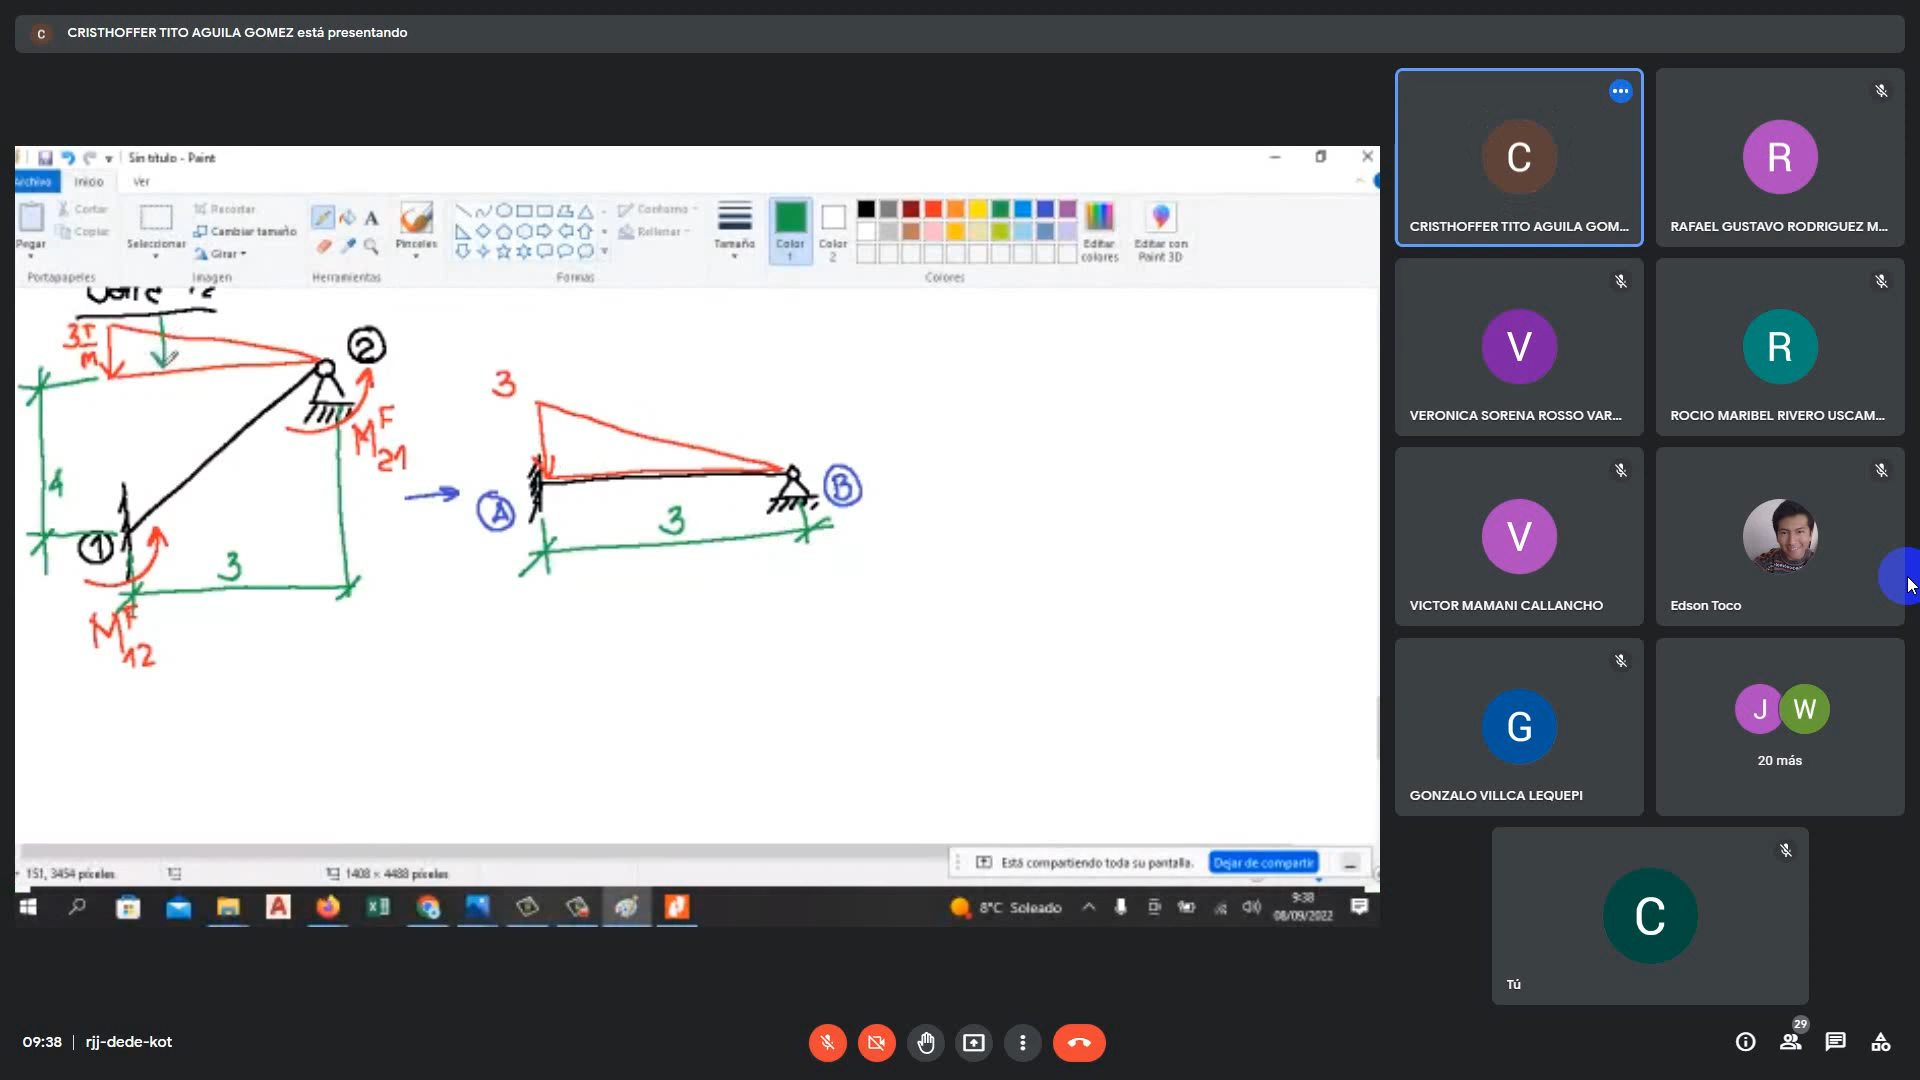 C CRISTHOFFER TITO AGUILA GOMEZ está presentando
Sin título - Paint
Archivo Inicio Ver
Pegar
Cortar
Copiar
Portapapeles
Seleccionar
Recortar
Cambiar tamaño
Girar
Imagen
Herramientas
Pinceles
Formas
Contorno
Rellenar
Tamaño
Color 1
Color 2
Editar colores
Editar con Paint 3D
Colores
12
3 T/m
2
M F 21
4
1
3
M F 12
3
A
B
3
151, 3454 píxeles
1408 × 4488 píxeles
Está compartiendo toda su pantalla.
Dejar de compartir
8°C Soleado
9:38
08/09/2022
C
CRISTHOFFER TITO AGUILA GOM...
R
RAFAEL GUSTAVO RODRIGUEZ M...
V
VERONICA SORENA ROSSO VAR...
R
ROCIO MARIBEL RIVERO USCAM...
V
VICTOR MAMANI CALLANCHO
Edson Toco
G
GONZALO VILLCA LEQUEPI
J W
20 más
C
Tú
09:38 | rjj-dede-kot
29